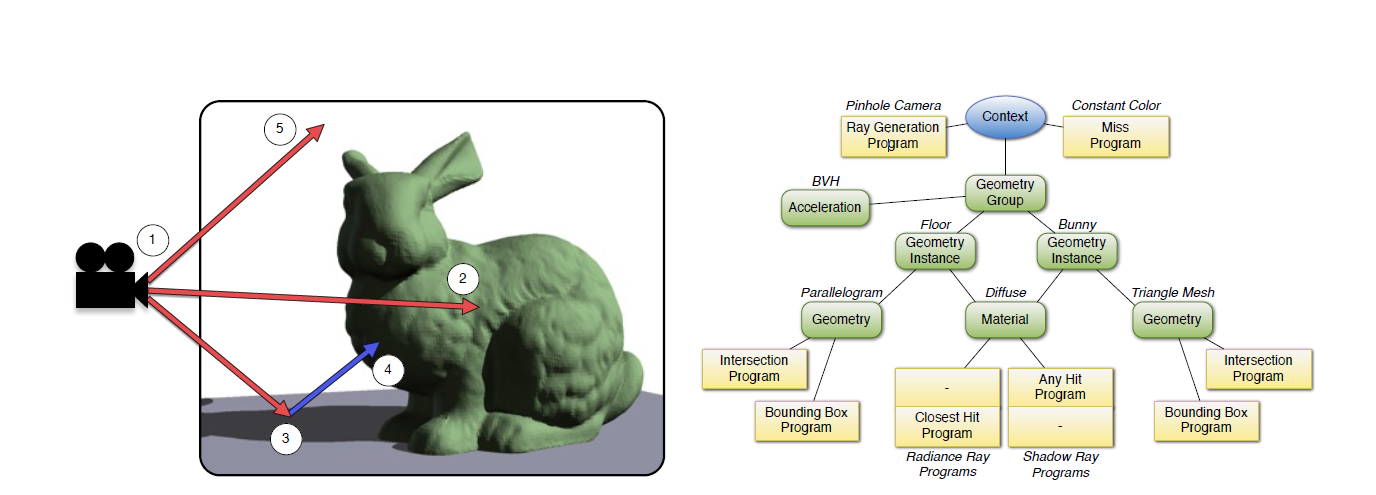 5
1
2
4
3
Pinhole Camera
Constant Color
Context
Ray Generation
Program
Miss
Program
BVH
Acceleration
Geometry
Group
Floor
Bunny
Geometry
Instance
Geometry
Instance
Parallelogram
Diffuse
Triangle Mesh
Geometry
Material
Geometry
Intersection
Program
Bounding Box
Program
-
Closest Hit
Program
Any Hit
Program
-
Intersection
Program
Bounding Box
Program
Radiance Ray
Programs
Shadow Ray
Programs